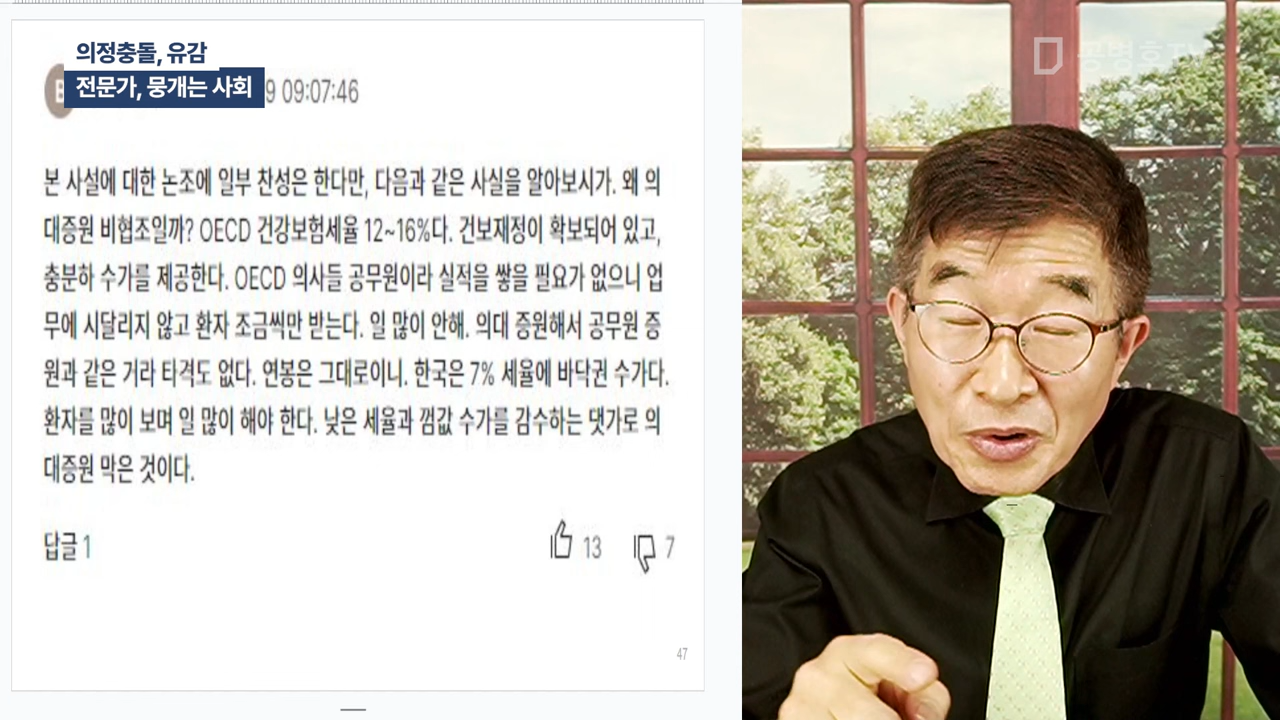 의정충돌, 유감
전문가, 뭉개는 사회
9 09:07:46
본 사설에 대한 논조에 일부 찬성은 한다만, 다음과 같은 사실을 알아보시가. 왜 의
대증원 비협조일까? OECD 건강보험세율 12~16%다. 건보재정이 확보되어 있고,
충분하 수가를 제공한다. OECD 의사들 공무원이라 실적을 쌓을 필요가 없으니 업
무에 시달리지 않고 환자 조금씩만 받는다. 일 많이 안해. 의대 증원해서 공무원 증
원과 같은 거라 타격도 없다. 연봉은 그대로이니. 한국은 7% 세율에 바닥권 수가다.
환자를 많이 보며 일 많이 해야 한다. 낮은 세율과 껌값 수가를 감수하는 댓가로 의
대증원 막은 것이다.
답글 1
13
7
47